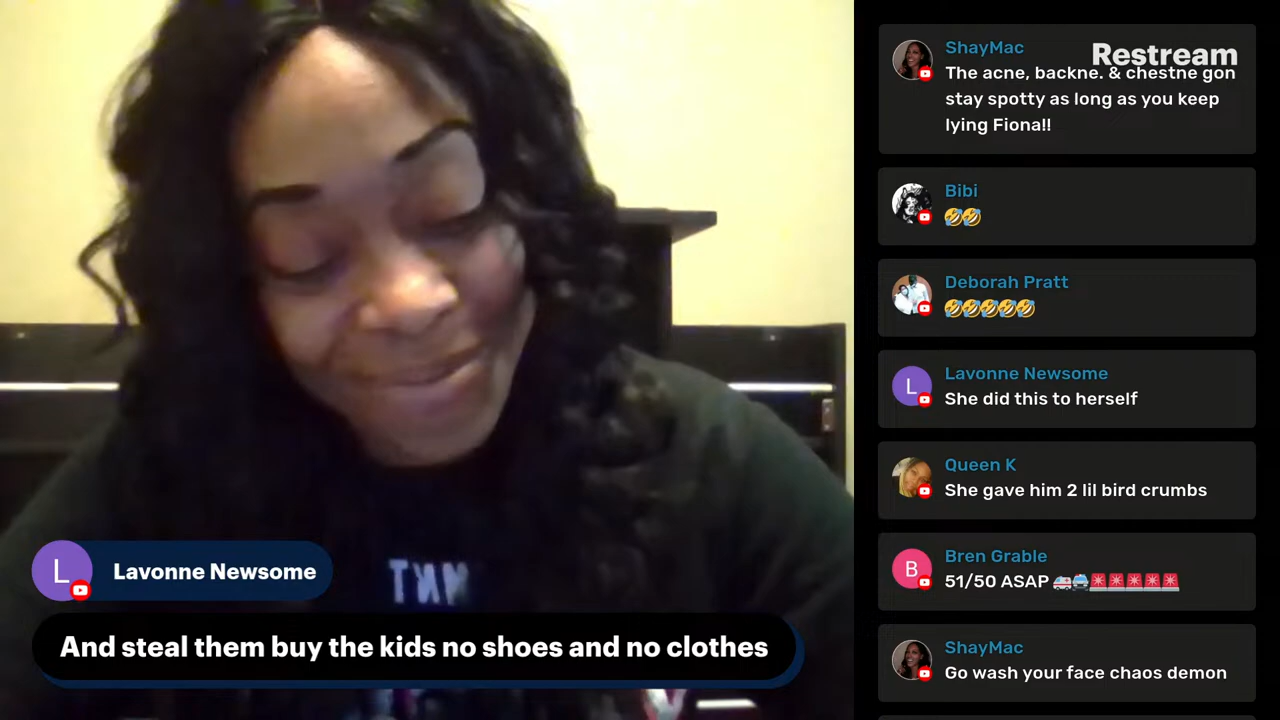 Restream
ShayMac
The acne, backne. & chestne gon
stay spotty as long as you keep
lying Fiona!!
Bibi
🤣🤣
Deborah Pratt
🤣🤣🤣🤣🤣
L
Lavonne Newsome
She did this to herself
Queen K
She gave him 2 lil bird crumbs
B
Bren Grable
51/50 ASAP 🚑🚔🚨🚨🚨🚨🚨
ShayMac
Go wash your face chaos demon
L
Lavonne Newsome
And steal them buy the kids no shoes and no clothes